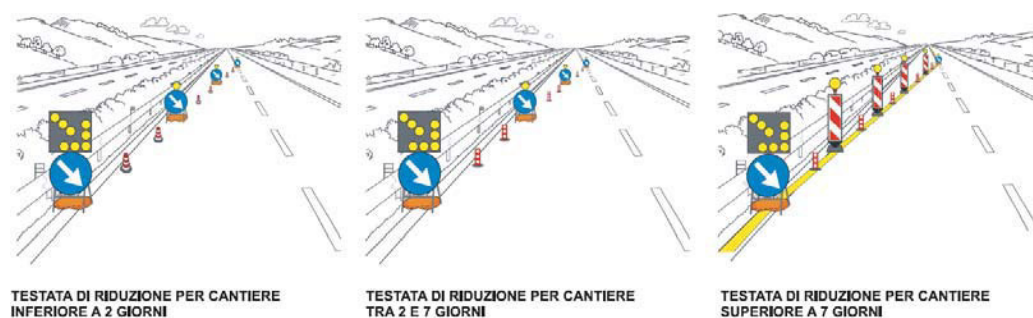 TESTATA DI RIDUZIONE PER CANTIERE
INFERIORE A 2 GIORNI
TESTATA DI RIDUZIONE PER CANTIERE
TRA 2 E 7 GIORNI
TESTATA DI RIDUZIONE PER CANTIERE
SUPERIORE A 7 GIORNI